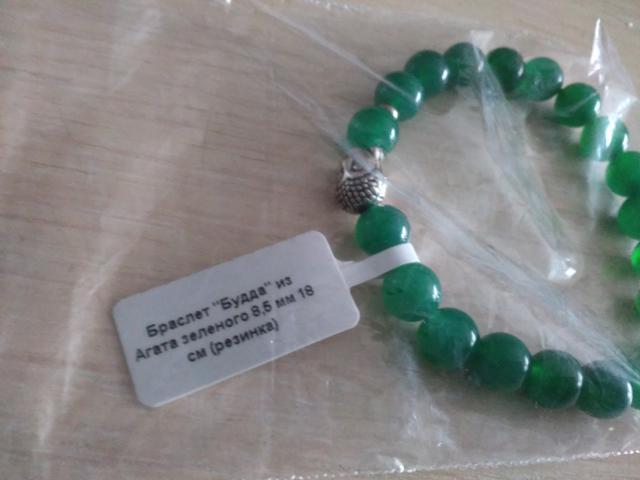 Браслет "Будда" из
Агата зеленого 8,5 мм 18
см (резинка)